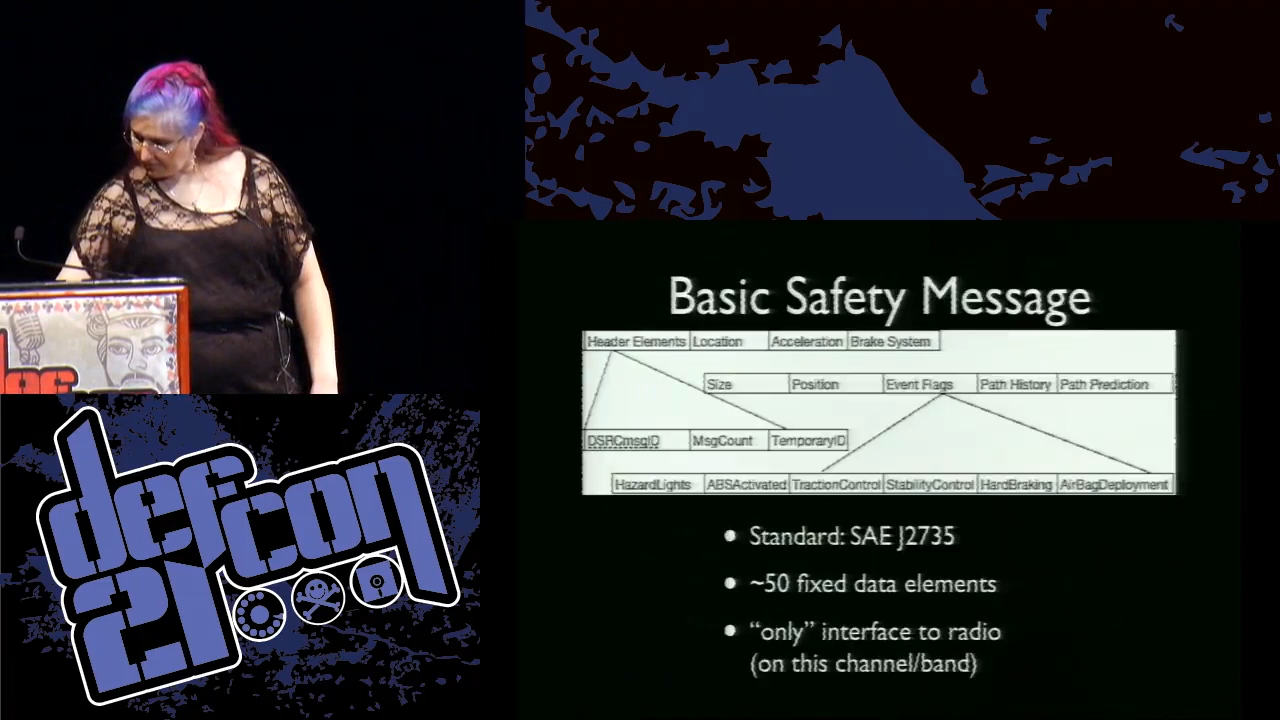 Basic Safety Message
Header Elements Location Acceleration Brake System
Size Position Event Flags Path History Path Prediction
DSRCmsgID MsgCount TemporaryID
HazardLights ABSActivated TractionControl StabilityControl HardBraking AirBagDeployment
• Standard: SAE J2735
• ~50 fixed data elements
• “only” interface to radio
(on this channel/band)
defcon
21